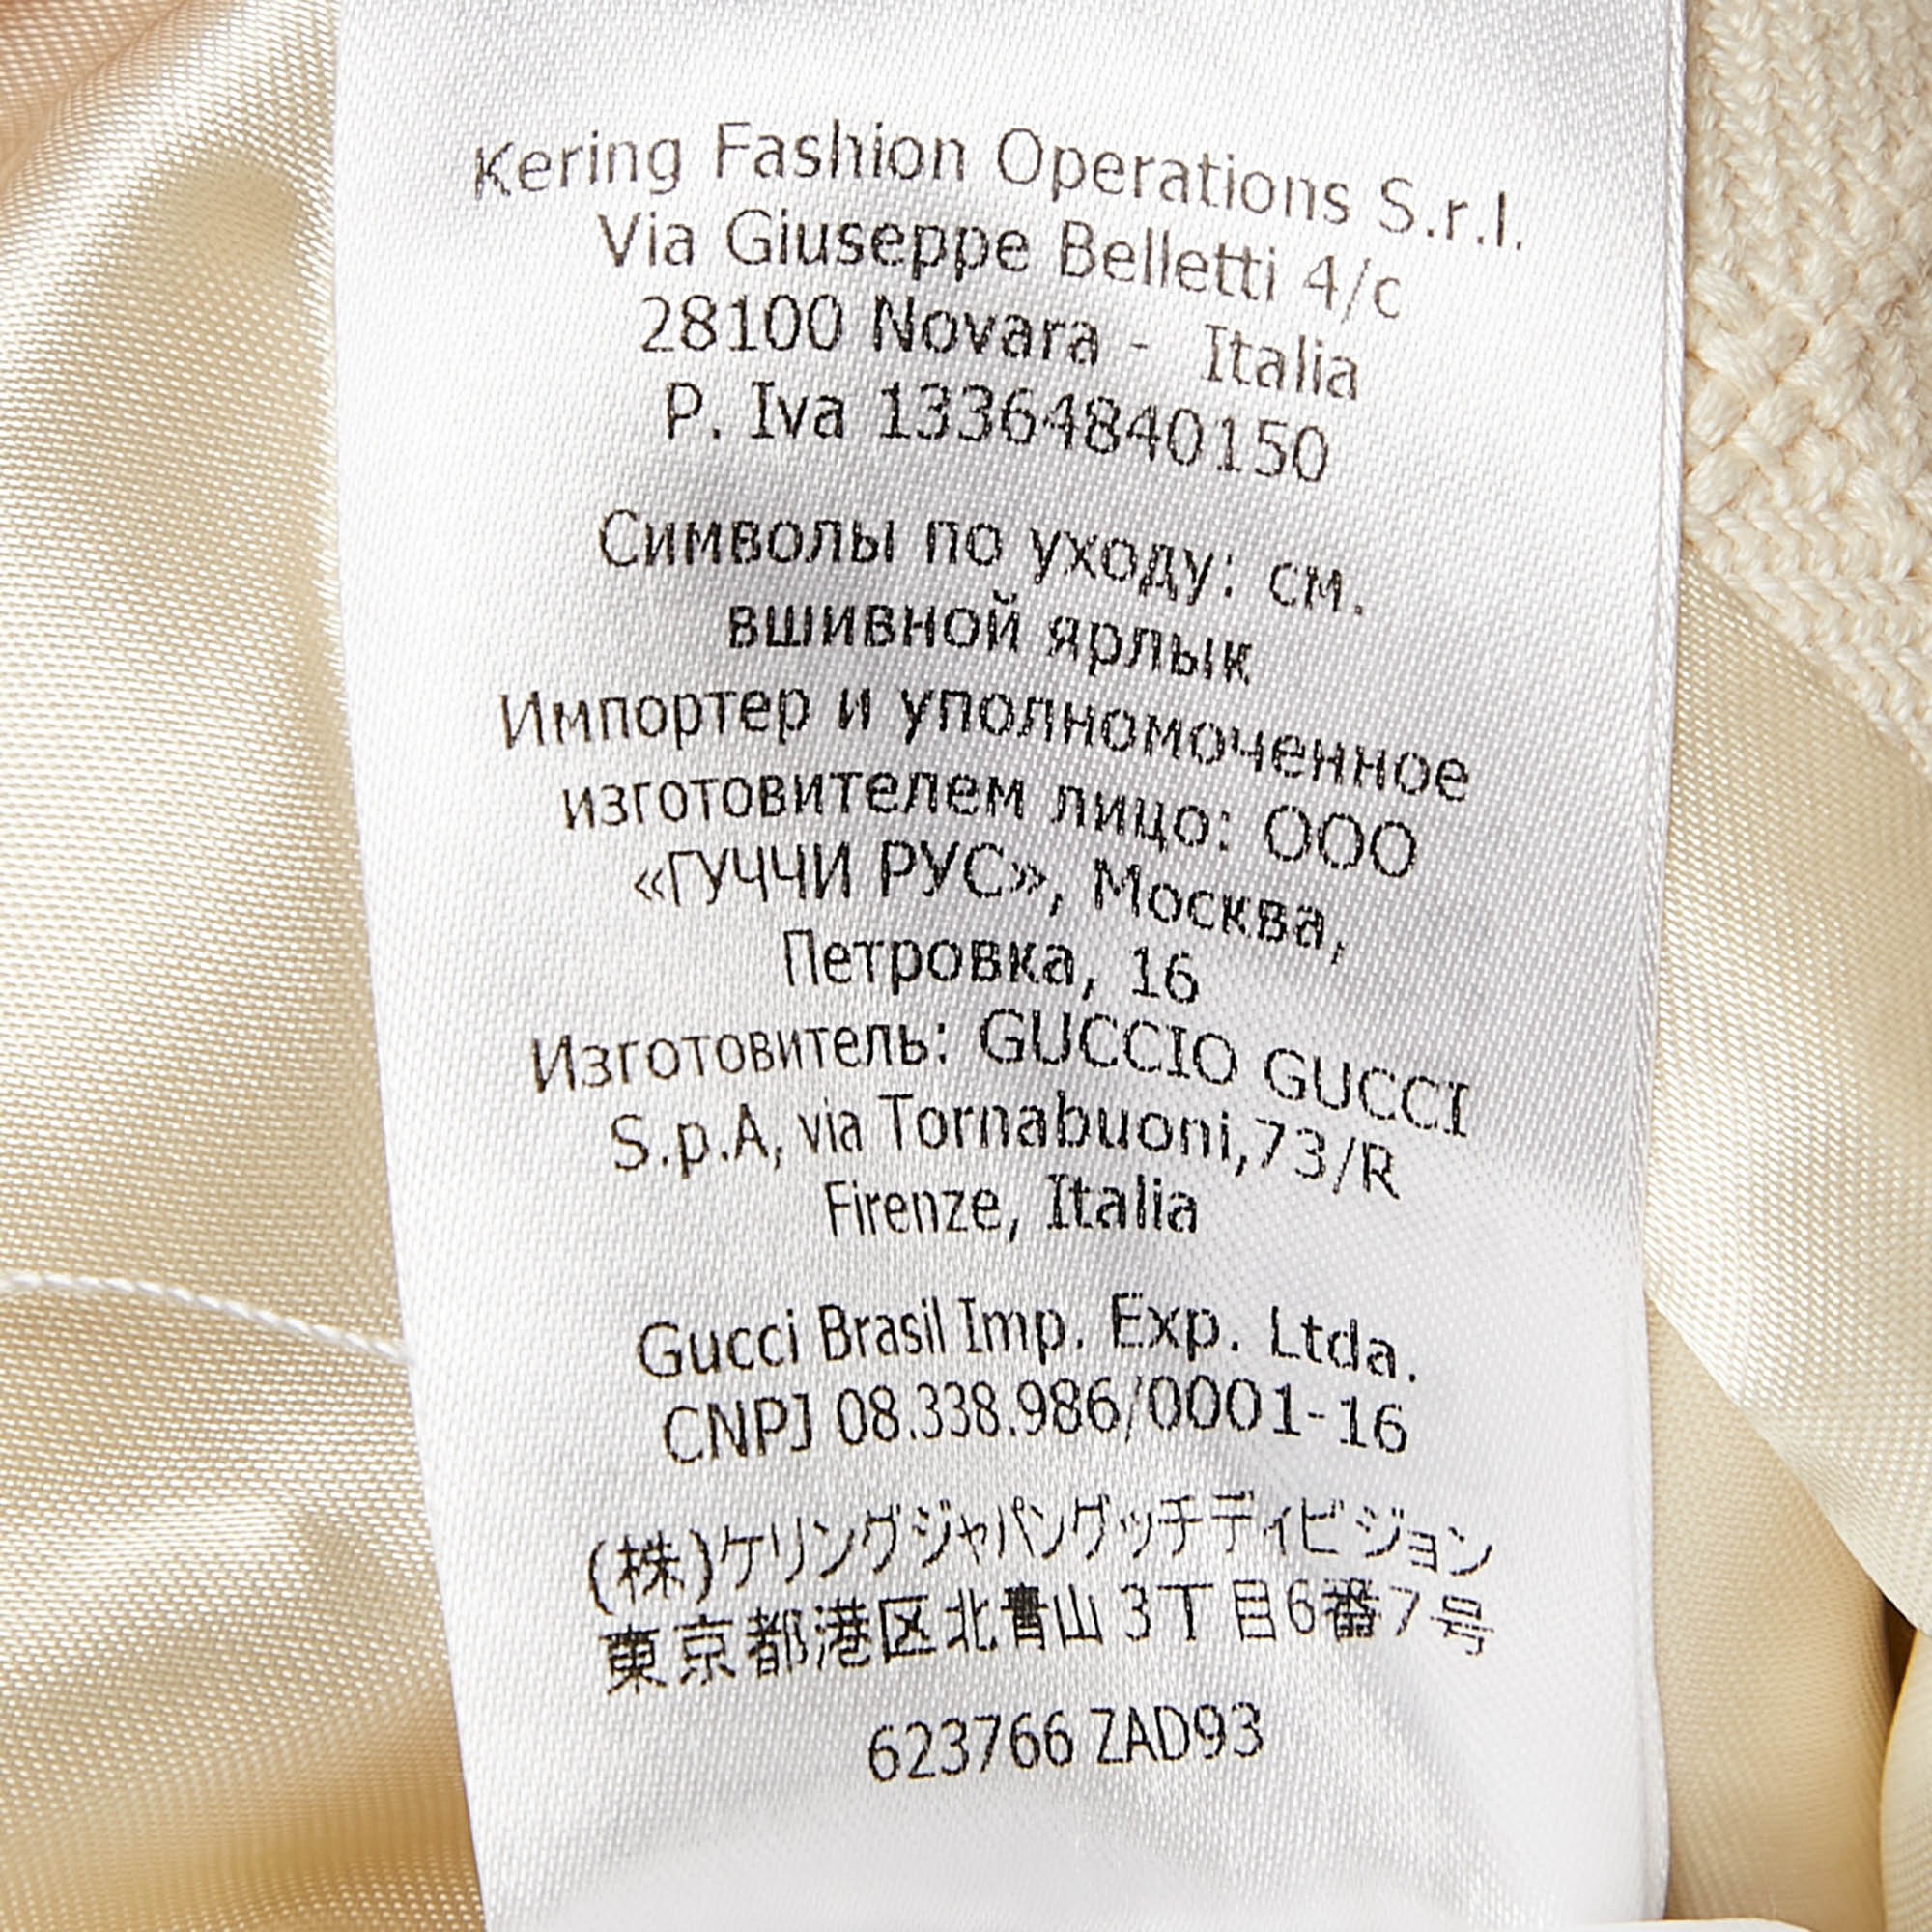 Kering Fashion Operations S.r.l.
Via Giuseppe Belletti 4/c
28100 Novara - Italia
P. Iva 13364840150
Символы по уходу: см.
вшивной ярлык
Импортер и уполномоченное
изготовителем лицо: ООО
«ГУЧЧИ РУС», Москва,
Петровка, 16
Изготовитель: GUCCIO GUCCI
S.p.A, via Tornabuoni,73/R
Firenze, Italia
Gucci Brasil Imp. Exp. Ltda.
CNPJ 08.338.986/0001-16
(株)ケリングジャパングッチディビジョン
東京都港区北青山3丁目6番7号
623766 ZAD93